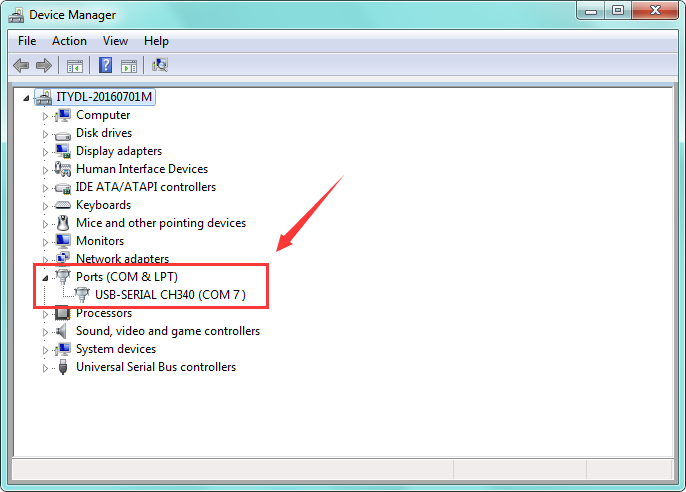 Device Manager
File Action View Help
ITYDL-20160701M
Computer
Disk drives
Display adapters
Human Interface Devices
IDE ATA/ATAPI controllers
Keyboards
Mice and other pointing devices
Monitors
Network adapters
Ports (COM & LPT)
USB-SERIAL CH340 (COM 7 )
Processors
Sound, video and game controllers
System devices
Universal Serial Bus controllers